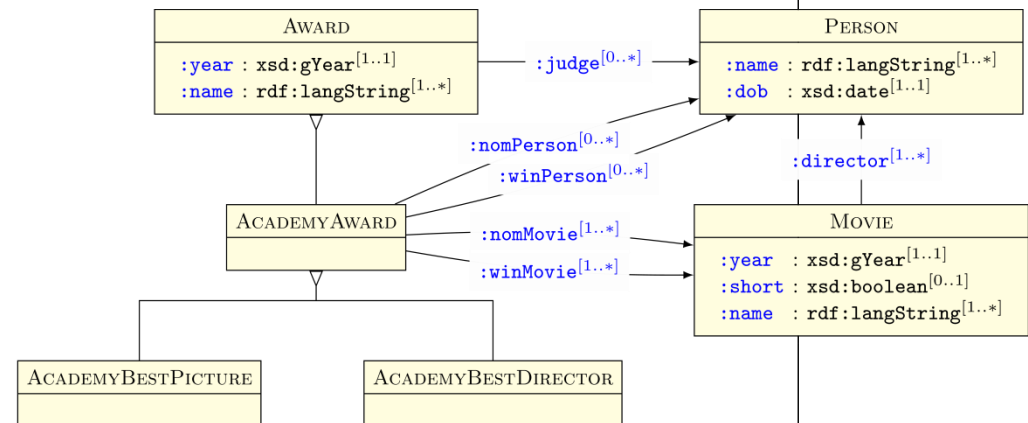 AWARD
:year : xsd:gYear[1..1]
:name : rdf:langString[1..*]
:judge[0..*]
PERSON
:name : rdf:langString[1..*]
:dob : xsd:date[1..1]
:nomPerson[0..*]
:winPerson[0..*]
:director[1..*]
ACADEMYAWARD
:nomMovie[1..*]
:winMovie[1..*]
MOVIE
:year : xsd:gYear[1..1]
:short : xsd:boolean[0..1]
:name : rdf:langString[1..*]
ACADEMYBESTPICTURE
ACADEMYBESTDIRECTOR